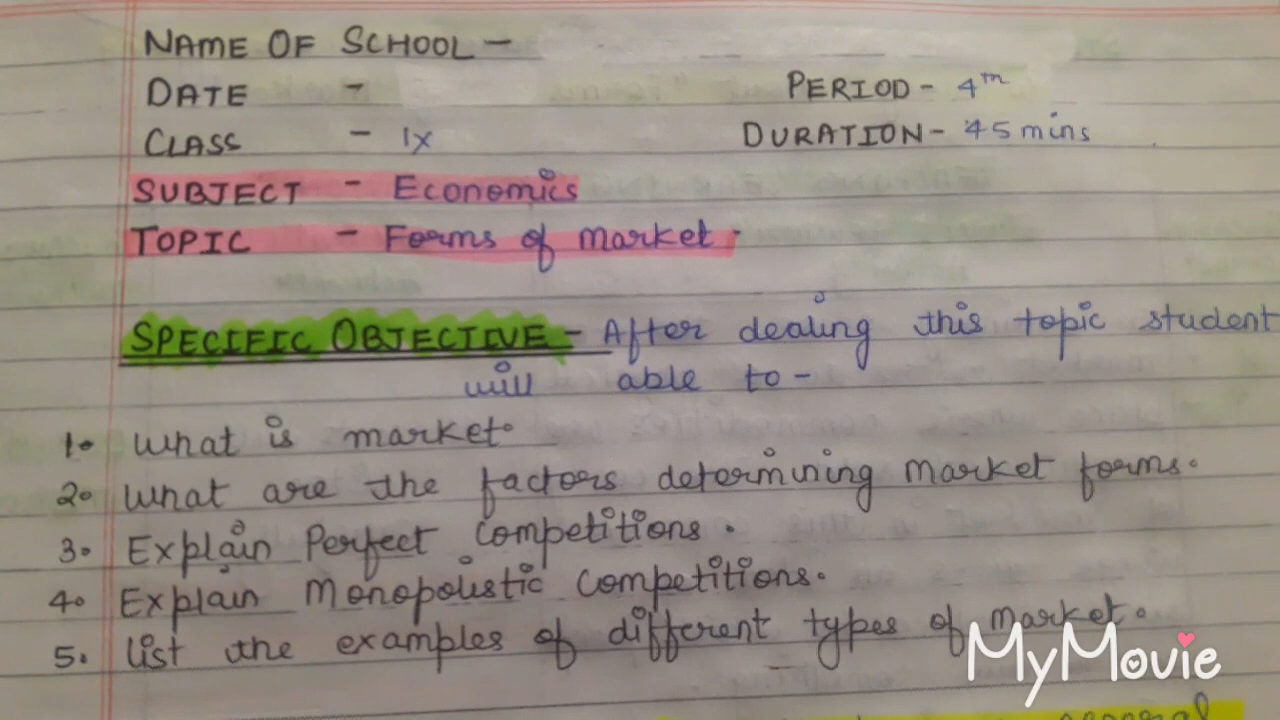 NAME OF SCHOOL -
DATE - PERIOD - 4th
CLASS - IX DURATION - 45 mins
SUBJECT - Economics
TOPIC - Forms of market.
SPECIFIC OBJECTIVE - After dealing this topic student
will able to -
1. What is market.
2. What are the factors determining market forms.
3. Explain Perfect Competitions.
4. Explain Monopolistic Competitions.
5. List the examples of different types of market.
MyMovie
general